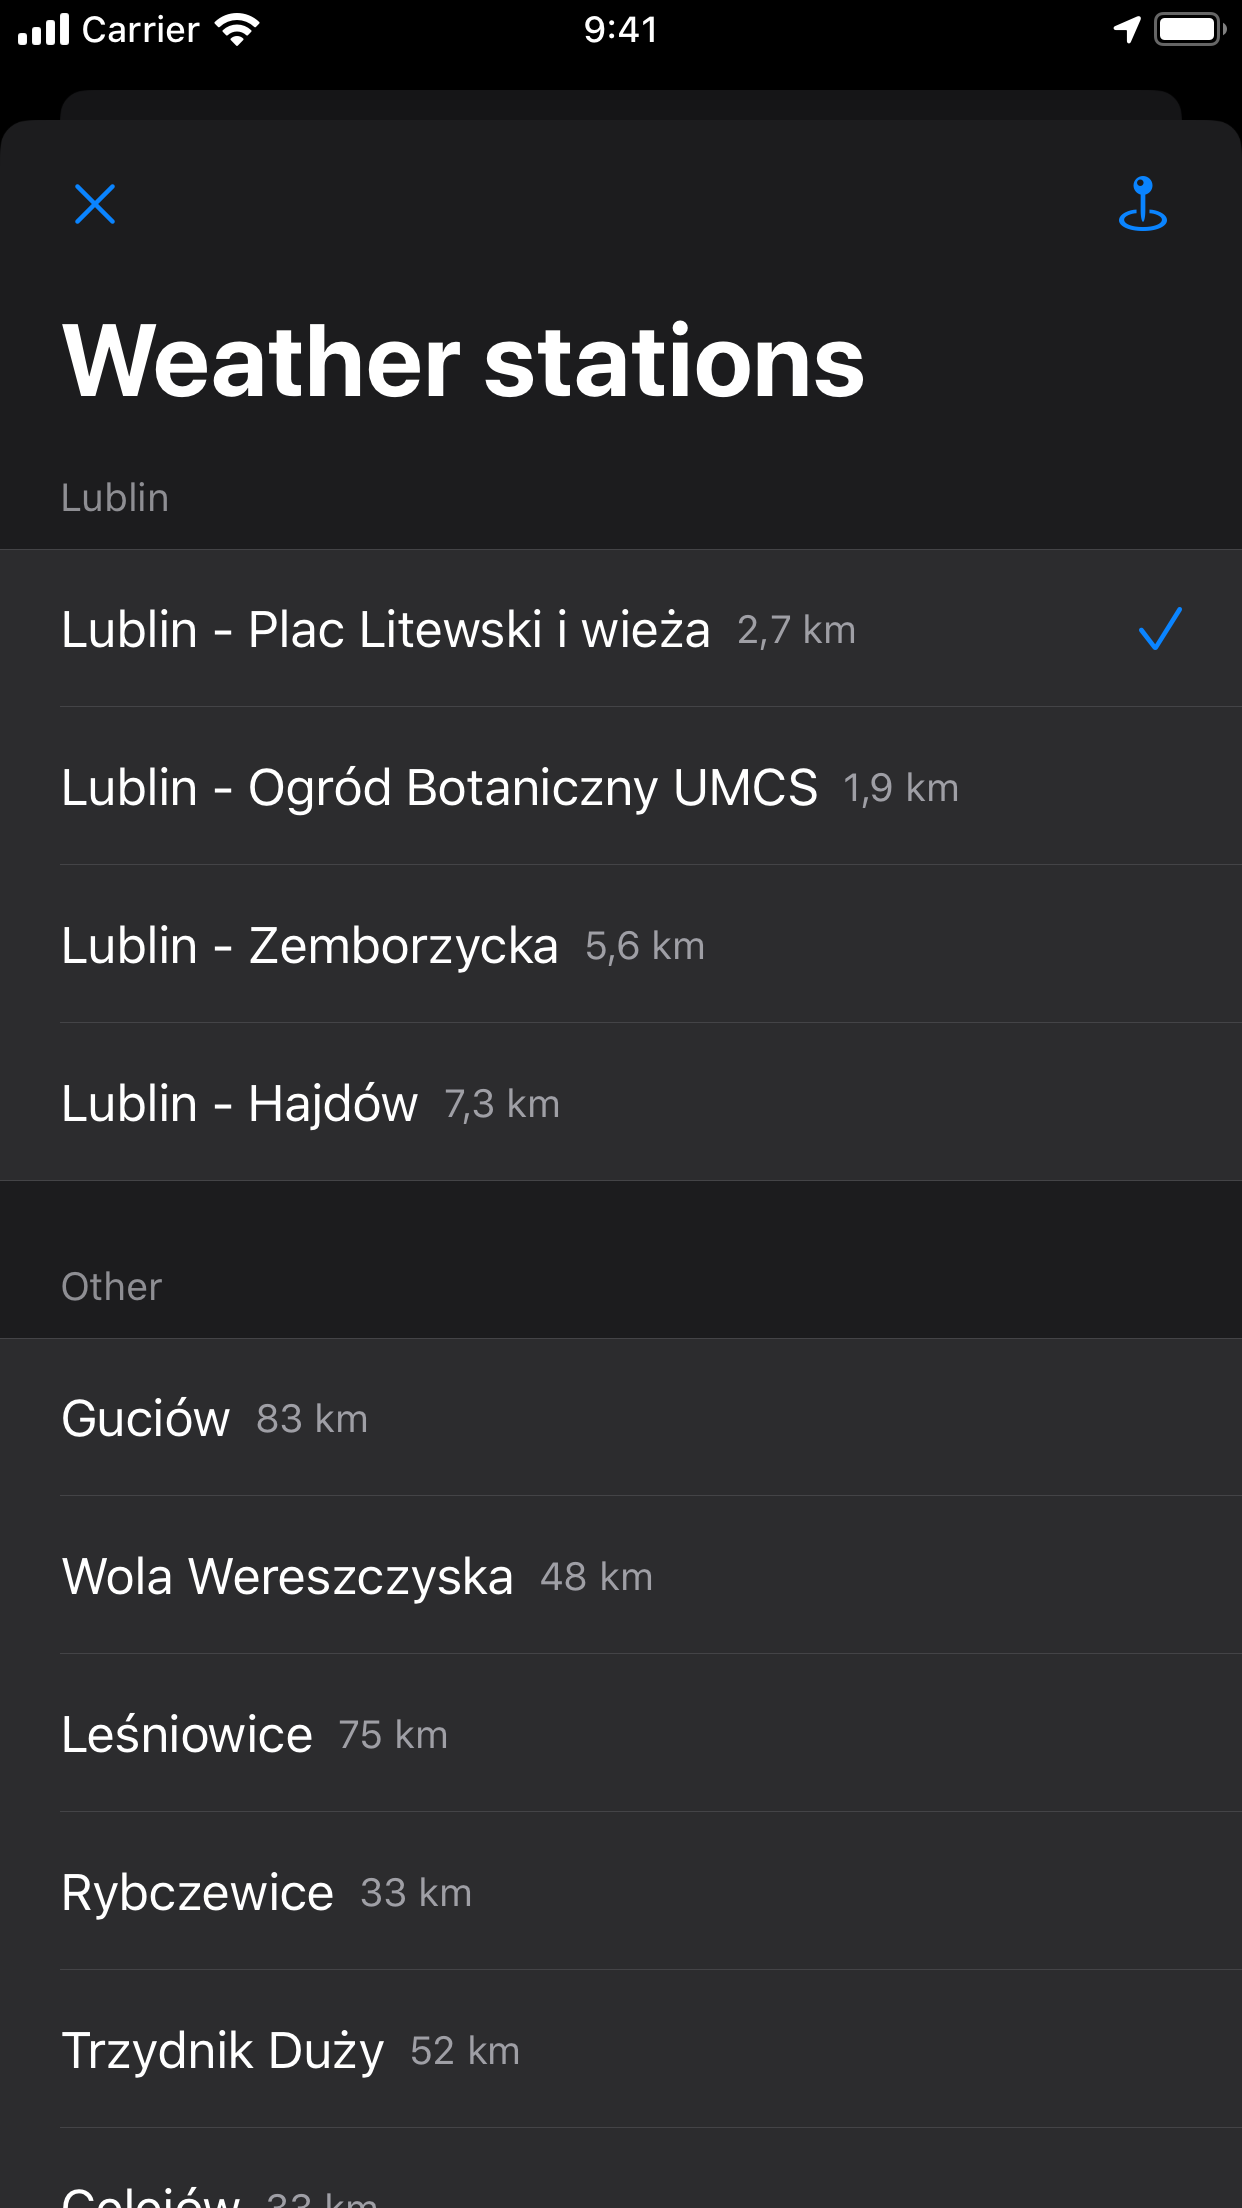 Carrier 9:41
Weather stations
Lublin
Lublin - Plac Litewski i wieża 2,7 km
Lublin - Ogród Botaniczny UMCS 1,9 km
Lublin - Zemborzycka 5,6 km
Lublin - Hajdów 7,3 km
Other
Guciów 83 km
Wola Wereszczyska 48 km
Leśniowice 75 km
Rybczewice 33 km
Trzydnik Duży 52 km
33 km